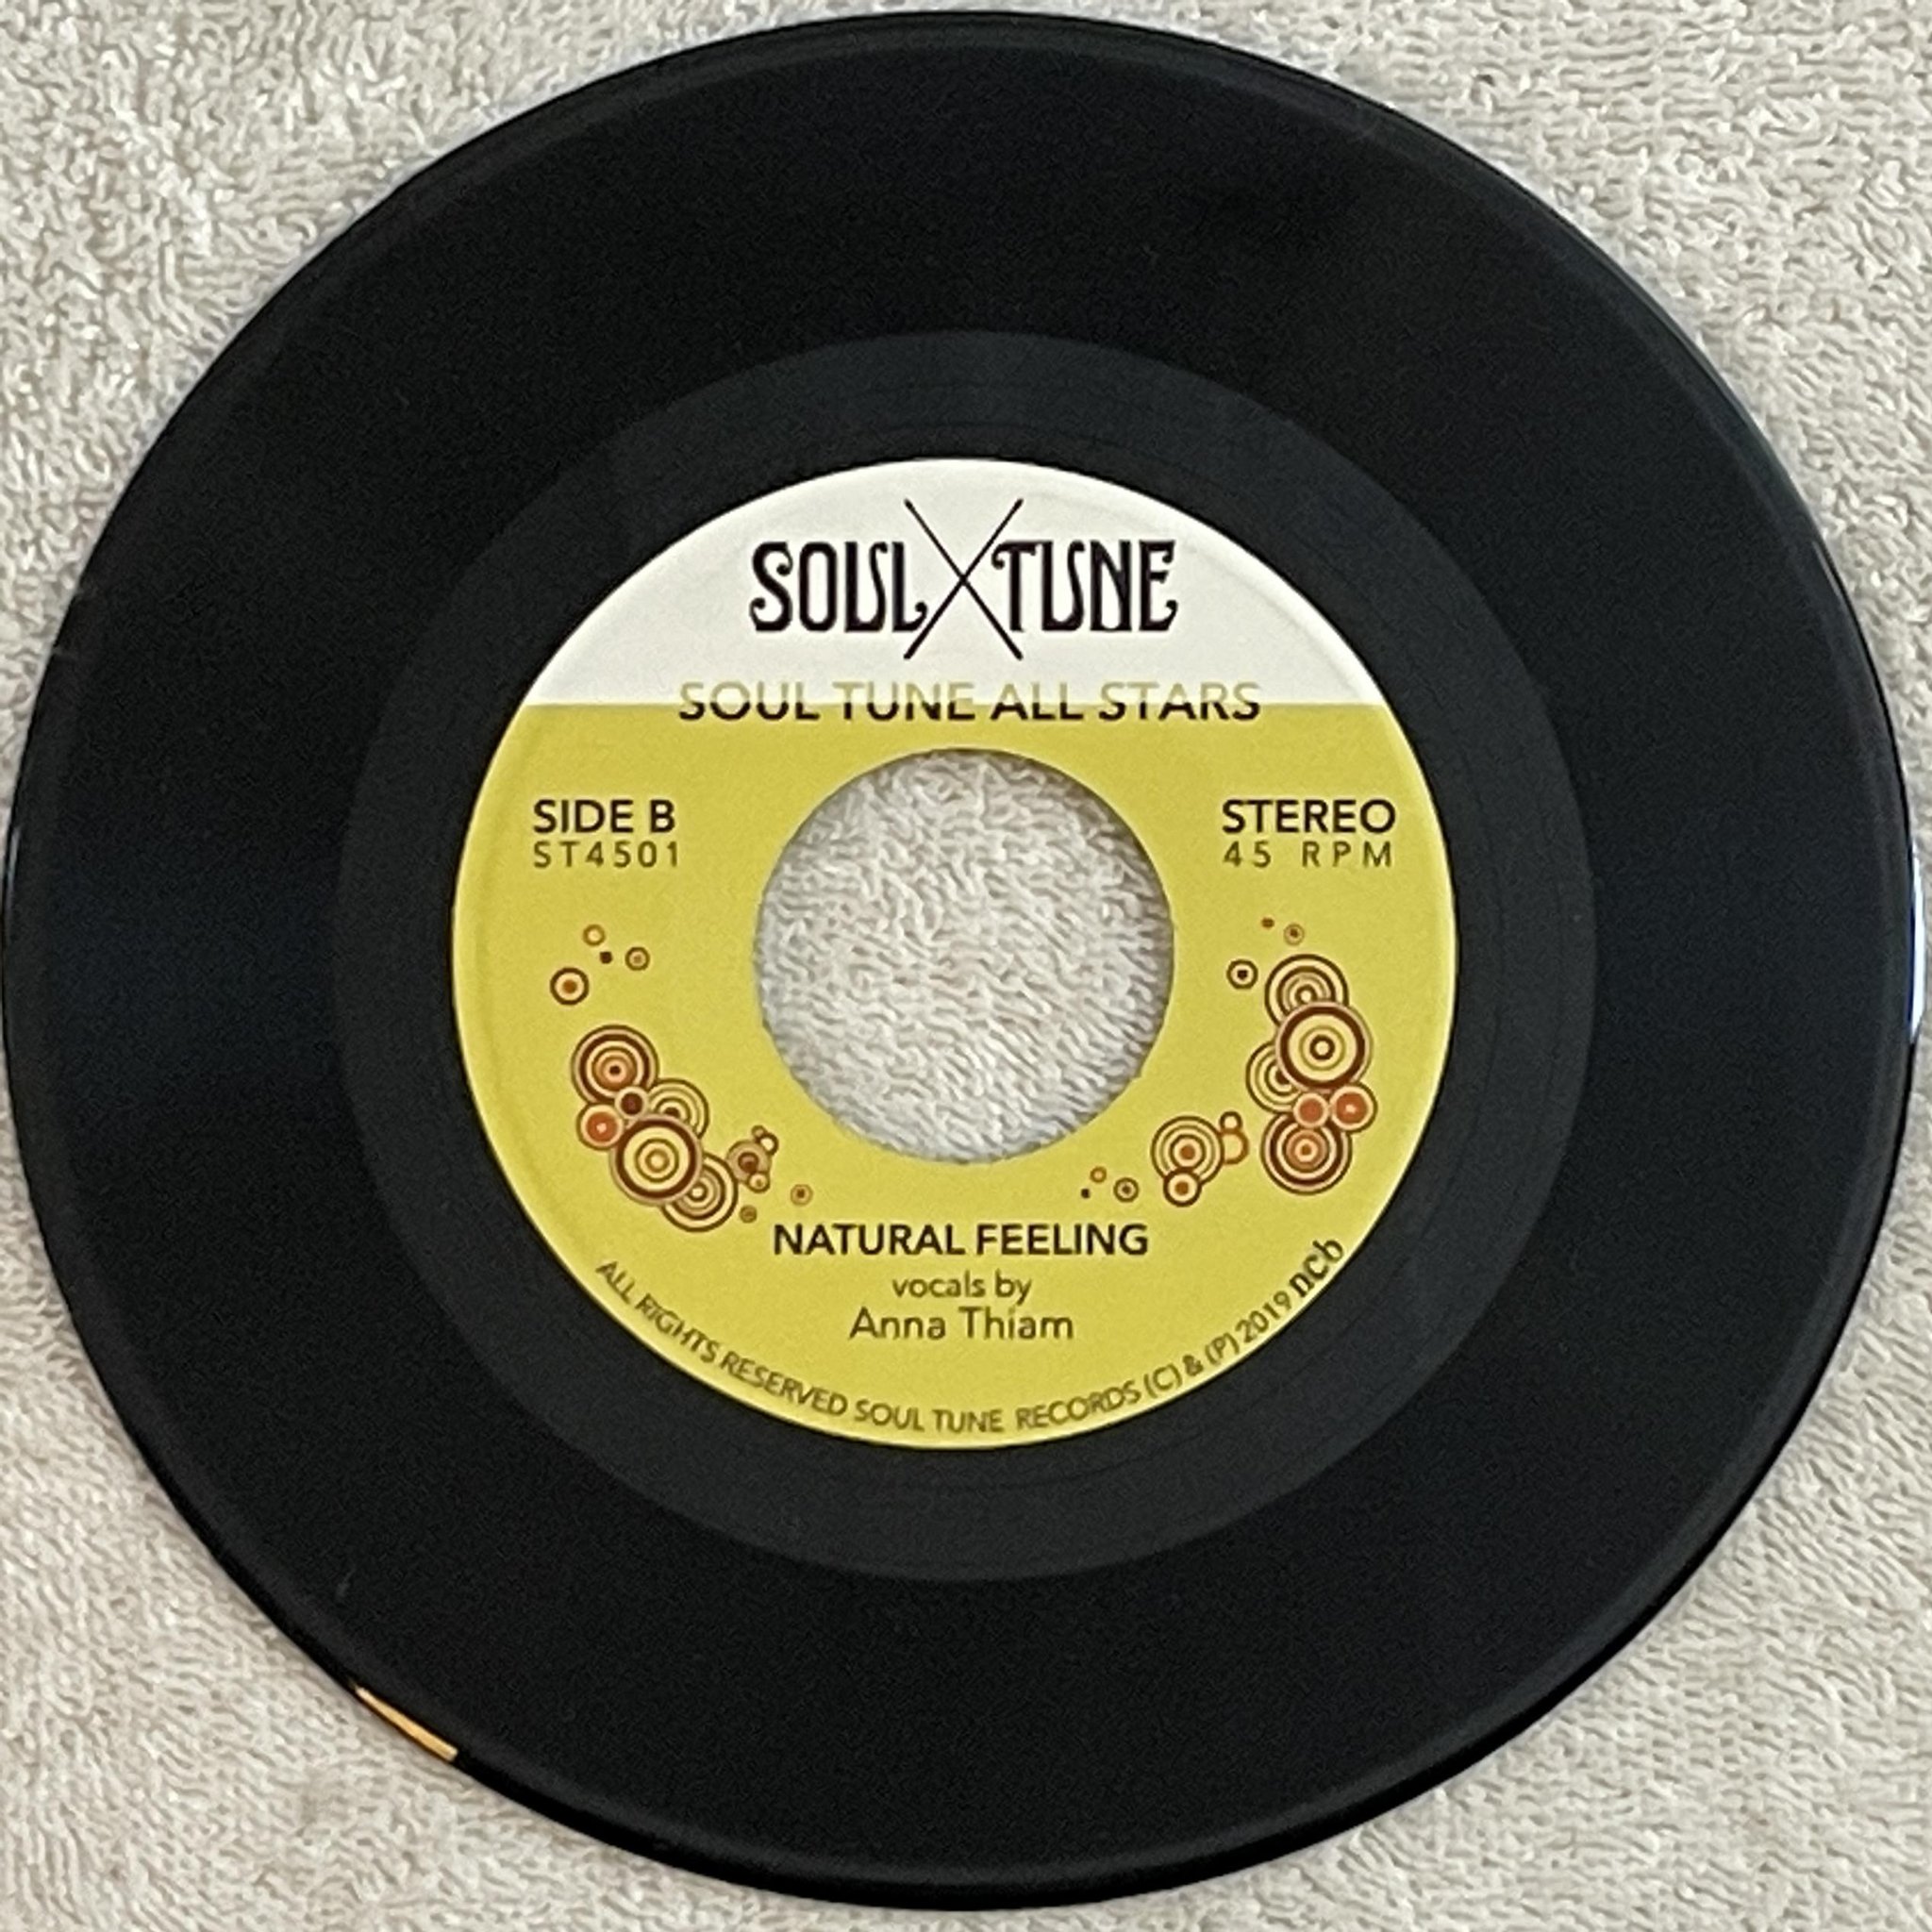 SOUL TUNE
SOUL TUNE ALL STARS
SIDE B
ST4501
STEREO
45 RPM
NATURAL FEELING
vocals by
Anna Thiam
ALL RIGHTS RESERVED SOUL TUNE RECORDS (C) & (P) 2019 ncb